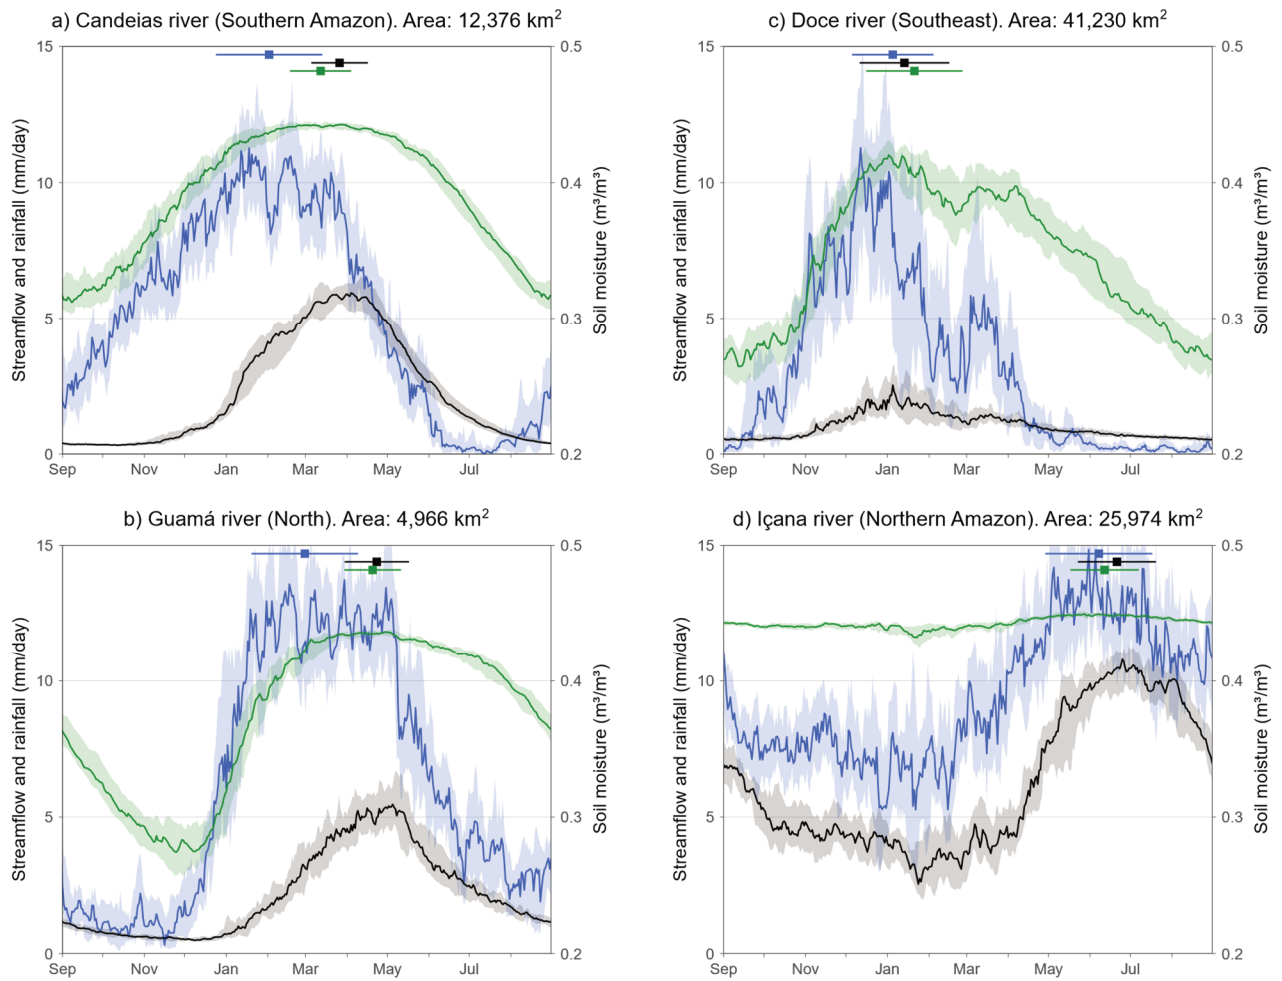 a) Candeias river (Southern Amazon). Area: 12,376 km²
15
10
5
0
0.5
0.4
0.3
0.2
Streamflow and rainfall (mm/day)
Soil moisture (m³/m³)
Sep Nov Jan Mar May Jul
c) Doce river (Southeast). Area: 41,230 km²
15
10
5
0
0.5
0.4
0.3
0.2
Streamflow and rainfall (mm/day)
Soil moisture (m³/m³)
Sep Nov Jan Mar May Jul
b) Guamá river (North). Area: 4,966 km²
15
10
5
0
0.5
0.4
0.3
0.2
Streamflow and rainfall (mm/day)
Soil moisture (m³/m³)
Sep Nov Jan Mar May Jul
d) Içana river (Northern Amazon). Area: 25,974 km²
15
10
5
0
0.5
0.4
0.3
0.2
Streamflow and rainfall (mm/day)
Soil moisture (m³/m³)
Sep Nov Jan Mar May Jul